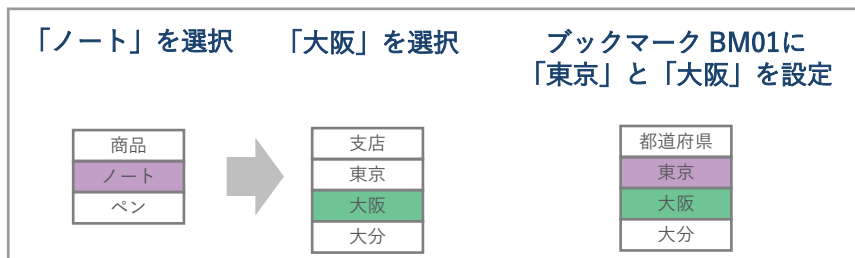 「ノート」を選択
「大阪」を選択
ブックマーク BM01に
「東京」と「大阪」を設定
商品
ノート
ペン
支店
東京
大阪
大分
都道府県
東京
大阪
大分